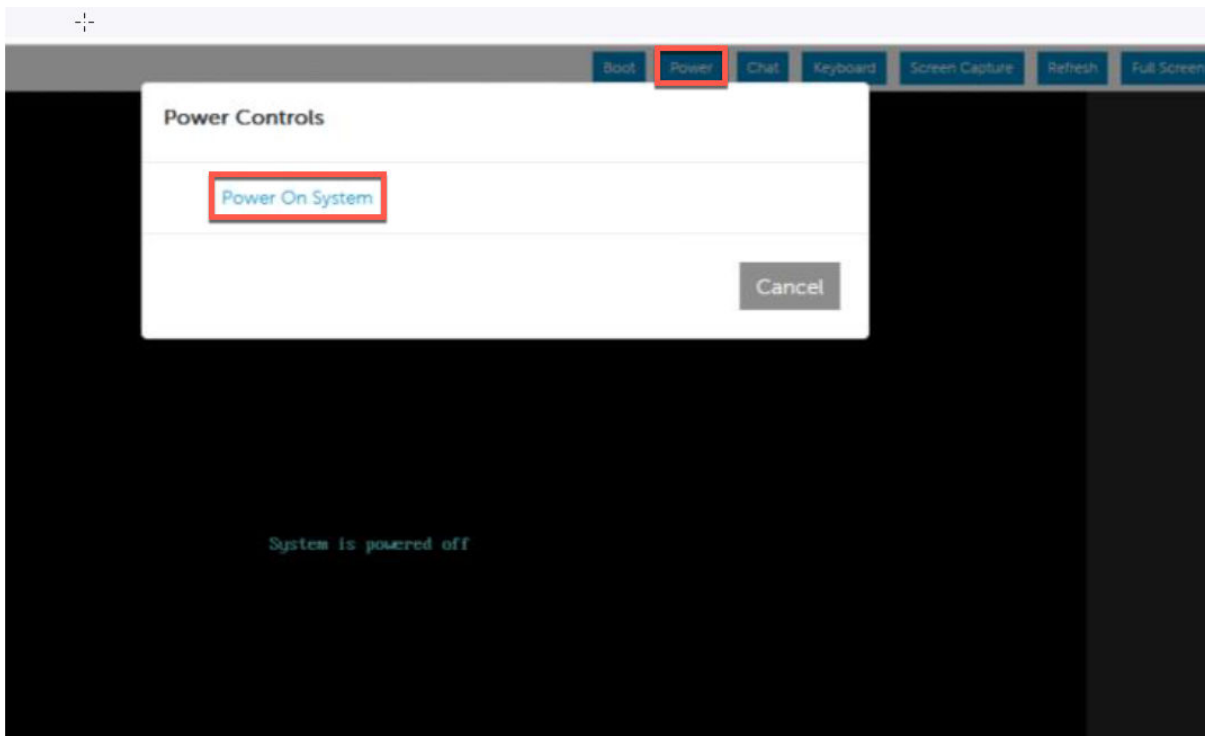 Boot Power Chat Keyboard Screen Capture Refresh Full Screen
Power Controls
Power On System
Cancel
System is powered off